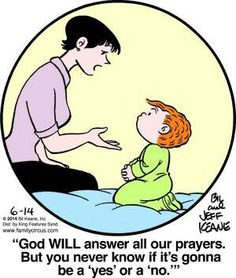 6-14
©2014 Bil Keane, Inc.
Dist. by King Features Synd.
www.familycircus.com
BIL
and
JEFF
KEANE
"God WILL answer all our prayers.
But you never know if it's gonna
be a 'yes' or a 'no.'"